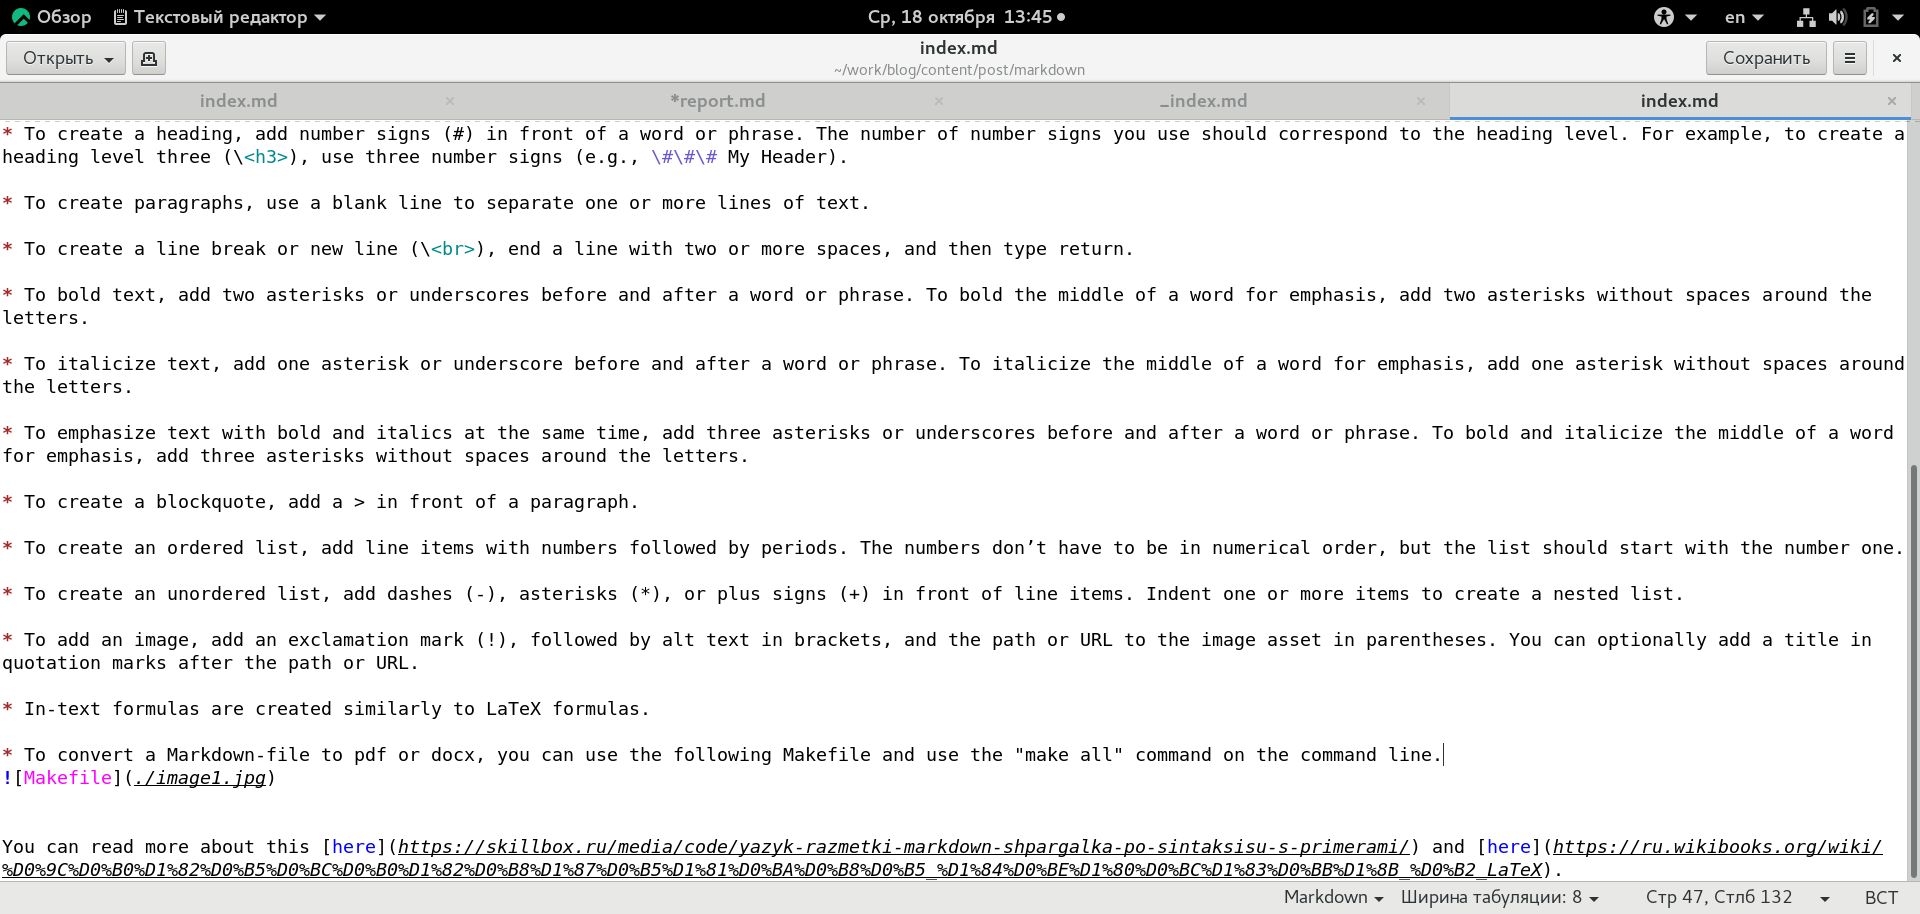 Обзор Текстовый редактор Ср, 18 октября 13:45 en
Открыть index.md Сохранить
~/work/blog/content/post/markdown
index.md × *report.md × _index.md × index.md ×
* To create a heading, add number signs (#) in front of a word or phrase. The number of number signs you use should correspond to the heading level. For example, to create a
heading level three (\<h3>), use three number signs (e.g., \#\#\# My Header).
* To create paragraphs, use a blank line to separate one or more lines of text.
* To create a line break or new line (\<br>), end a line with two or more spaces, and then type return.
* To bold text, add two asterisks or underscores before and after a word or phrase. To bold the middle of a word for emphasis, add two asterisks without spaces around the
letters.
* To italicize text, add one asterisk or underscore before and after a word or phrase. To italicize the middle of a word for emphasis, add one asterisk without spaces around
the letters.
* To emphasize text with bold and italics at the same time, add three asterisks or underscores before and after a word or phrase. To bold and italicize the middle of a word
for emphasis, add three asterisks without spaces around the letters.
* To create a blockquote, add a > in front of a paragraph.
* To create an ordered list, add line items with numbers followed by periods. The numbers don’t have to be in numerical order, but the list should start with the number one.
* To create an unordered list, add dashes (-), asterisks (*), or plus signs (+) in front of line items. Indent one or more items to create a nested list.
* To add an image, add an exclamation mark (!), followed by alt text in brackets, and the path or URL to the image asset in parentheses. You can optionally add a title in
quotation marks after the path or URL.
* In-text formulas are created similarly to LaTeX formulas.
* To convert a Markdown-file to pdf or docx, you can use the following Makefile and use the "make all" command on the command line.
![Makefile](./image1.jpg)
You can read more about this [here](https://skillbox.ru/media/code/yazyk-razmetki-markdown-shpargalka-po-sintaksisu-s-primerami/) and [here](https://ru.wikibooks.org/wiki/
%D0%9C%D0%B0%D1%82%D0%B5%D0%BC%D0%B0%D1%82%D0%B8%D1%87%D0%B5%D1%81%D0%BA%D0%B8%D0%B5_%D1%84%D0%BE%D1%80%D0%BC%D1%83%D0%BB%D1%8B_%D0%B2_LaTeX).
Markdown Ширина табуляции: 8 Стр 47, Стлб 132 ВСТ